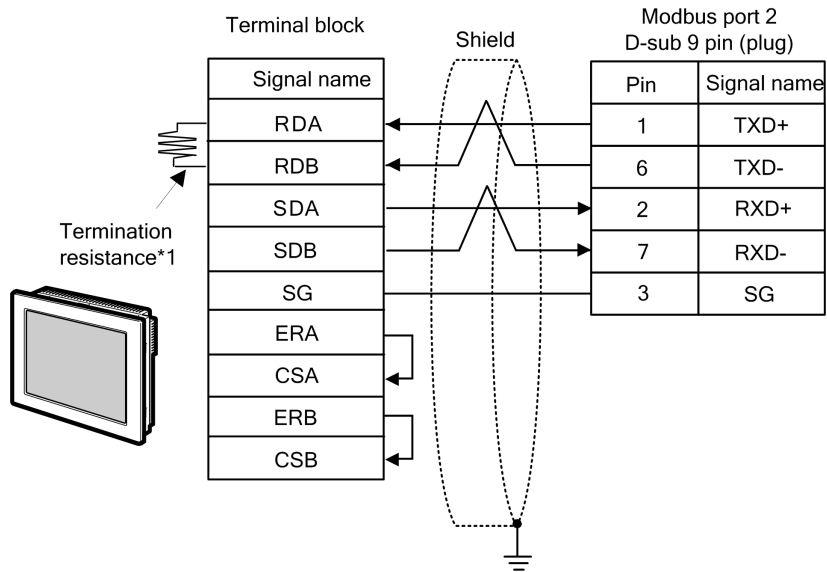 Terminal block
Signal name
RDA
RDB
SDA
SDB
SG
ERA
CSA
ERB
CSB
Termination
resistance*1
Shield
Modbus port 2
D-sub 9 pin (plug)
Pin Signal name
1 TXD+
6 TXD-
2 RXD+
7 RXD-
3 SG